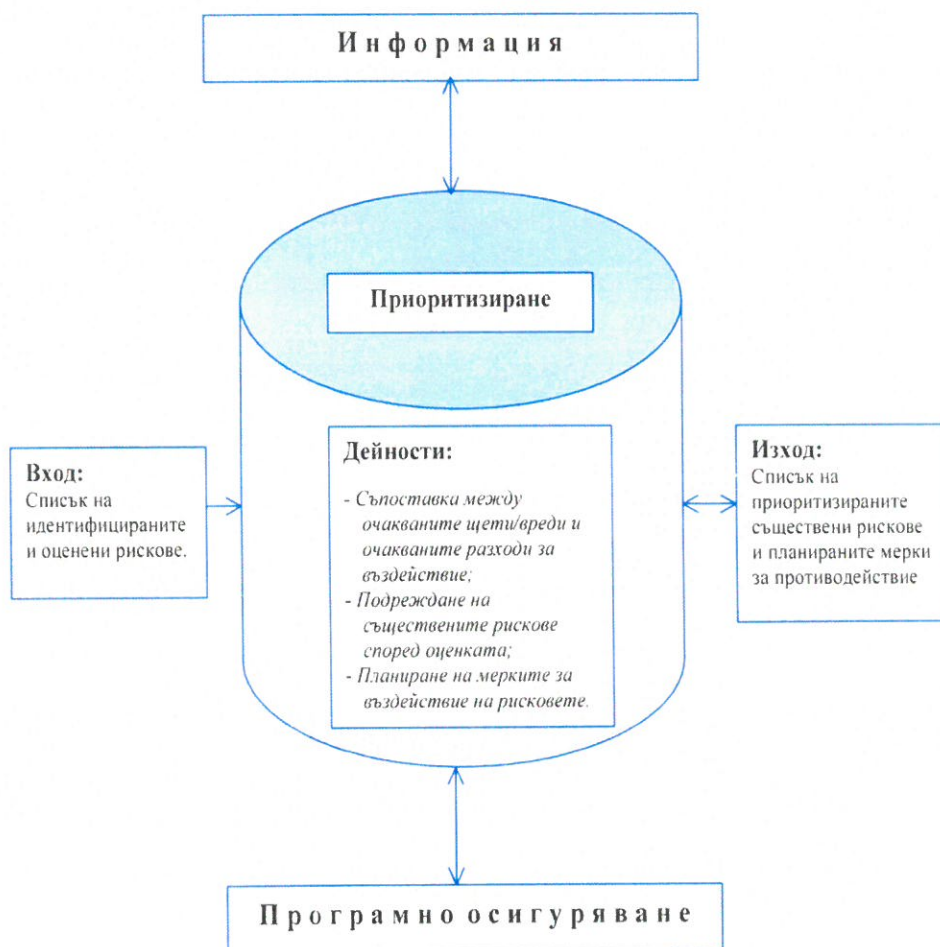 Информация
Приоритизиране
Вход:
Списък на
идентифицираните
и оценени рискове.
Дейности:
- Съпоставка между
очакваните щети/вреди и
очакваните разходи за
въздействие;
- Подреждане на
съществените рискове
според оценката;
- Планиране на мерките за
въздействие на рисковете.
Изход:
Списък на
приоритизираните
съществени рискове
и планираните мерки
за противодействие
Програмно осигуряване